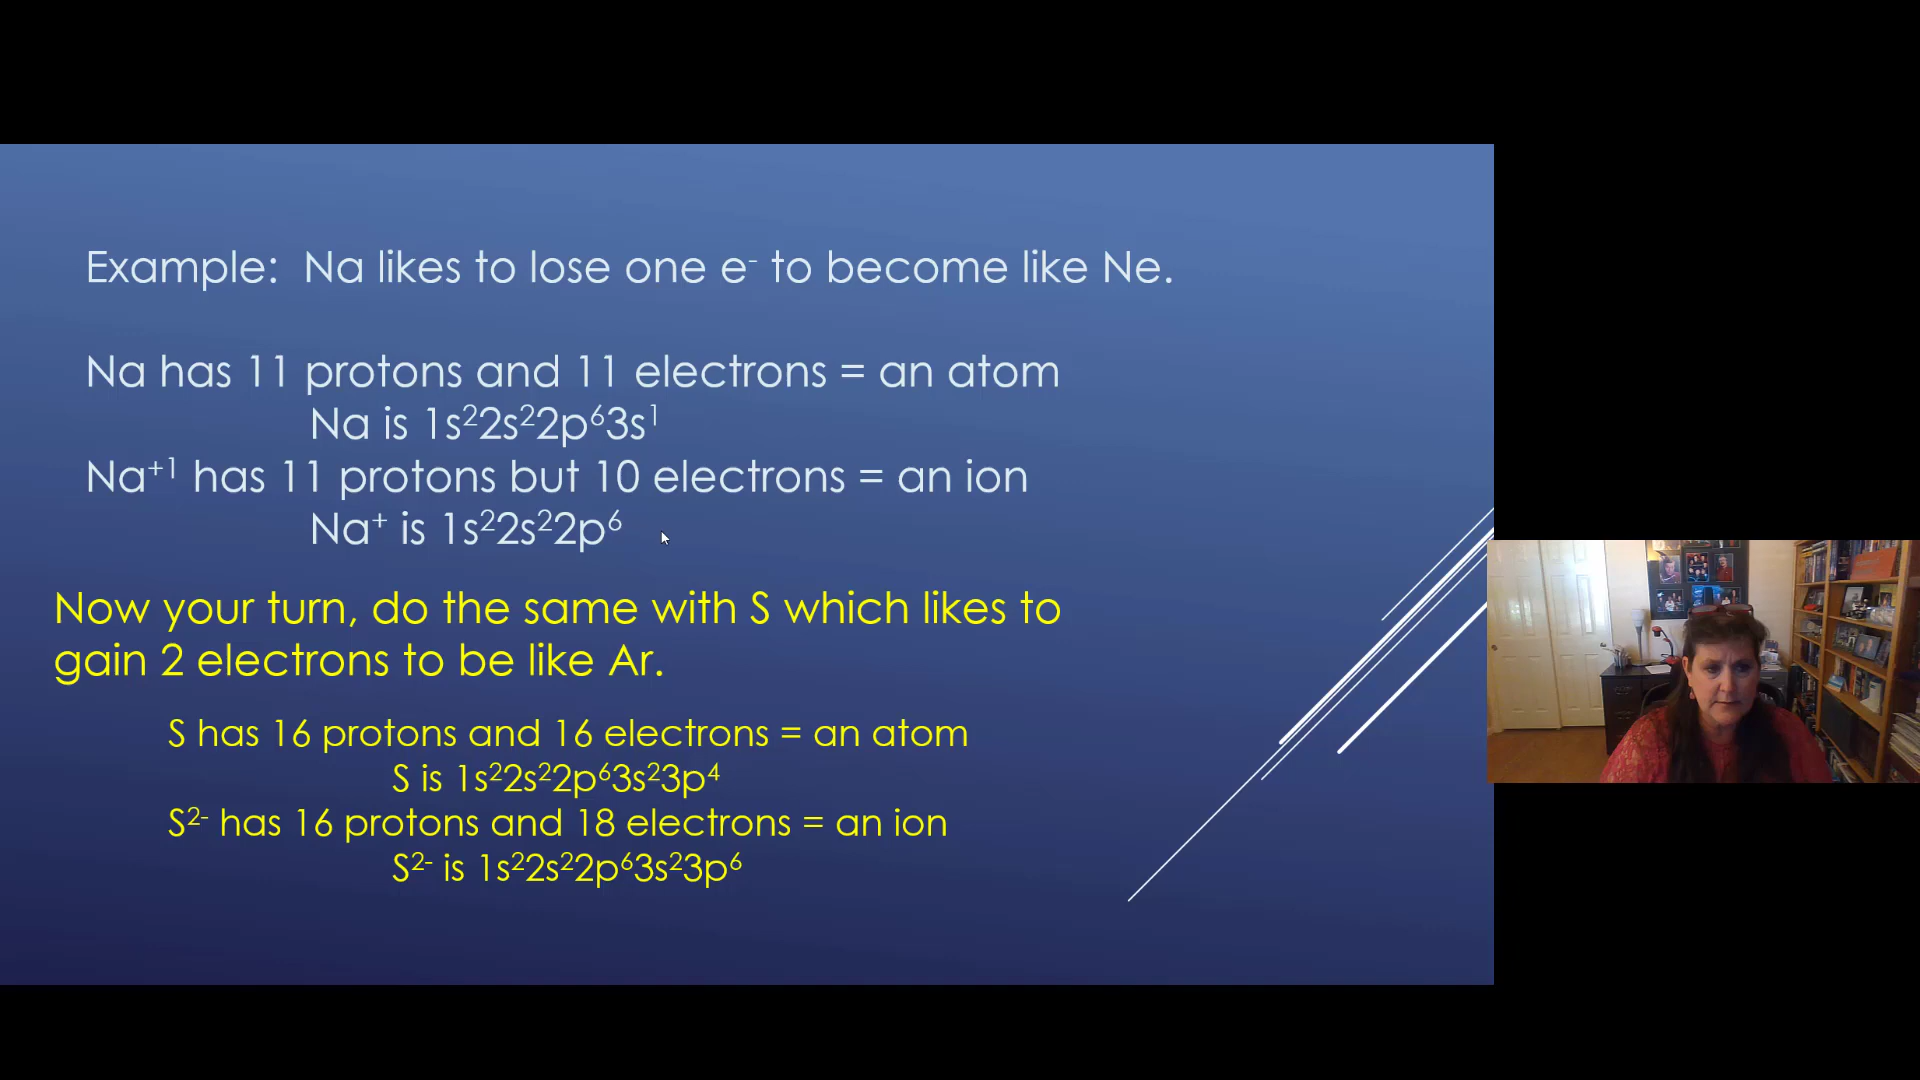 Example:  Na likes to lose one e⁻ to become like Ne.
Na has 11 protons and 11 electrons = an atom
Na is 1s²2s²2p⁶3s¹
Na⁺¹ has 11 protons but 10 electrons = an ion
Na⁺ is 1s²2s²2p⁶
Now your turn, do the same with S which likes to
gain 2 electrons to be like Ar.
S has 16 protons and 16 electrons = an atom
S is 1s²2s²2p⁶3s²3p⁴
S²⁻ has 16 protons and 18 electrons = an ion
S²⁻ is 1s²2s²2p⁶3s²3p⁶